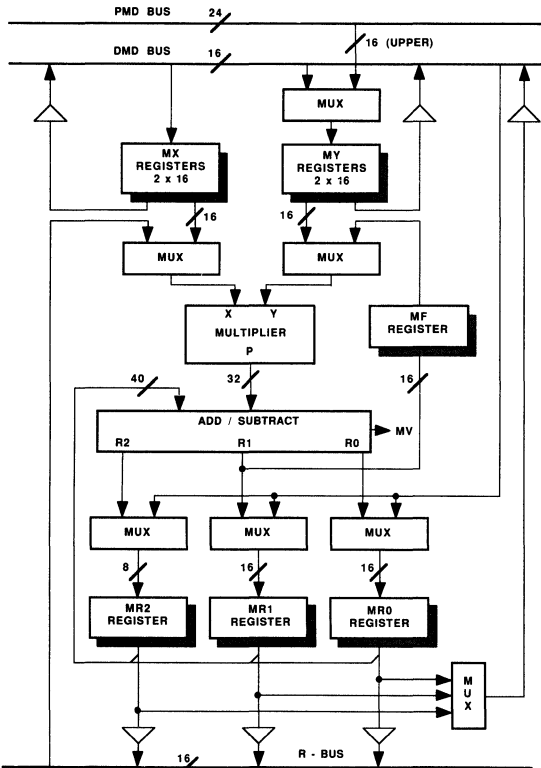 PMD BUS 24
16 (UPPER)
DMD BUS 16
MUX
MX
REGISTERS
2 x 16
MY
REGISTERS
2 x 16
16
16
MUX
MUX
X Y
MULTIPLIER
P
MF
REGISTER
40
32
16
ADD / SUBTRACT
R2 R1 R0
MV
MUX
MUX
MUX
8
16
16
MR2
REGISTER
MR1
REGISTER
MR0
REGISTER
M
U
X
16
R - BUS